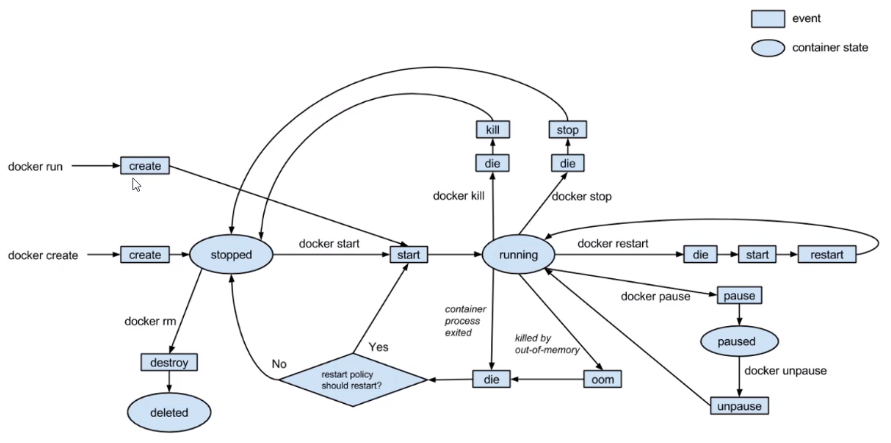 event
container state
kill
stop
docker run
create
die
die
docker kill
docker stop
docker create
create
stopped
docker start
start
running
docker restart
die
start
restart
docker pause
pause
container
process
exited
docker rm
killed by
out-of-memory
paused
Yes
No
destroy
restart policy
should restart?
die
oom
docker unpause
unpause
deleted